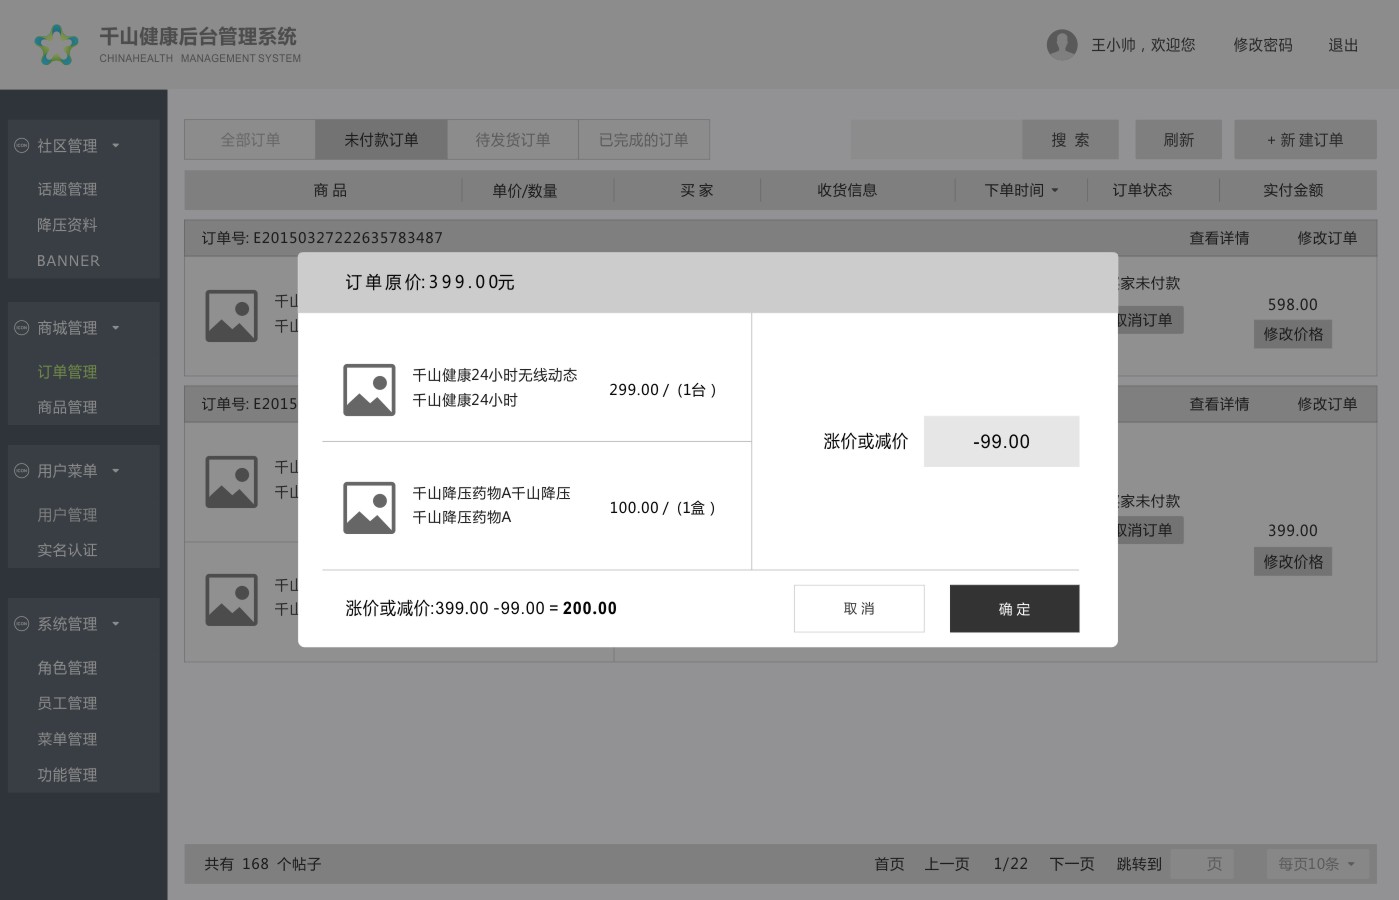 千山健康后台管理系统
CHINAHEALTH MANAGEMENT SYSTEM
王小帅，欢迎您 修改密码 退出
社区管理
话题管理
降压资料
BANNER
商城管理
订单管理
商品管理
用户菜单
用户管理
实名认证
系统管理
角色管理
员工管理
菜单管理
功能管理
全部订单 未付款订单 待发货订单 已完成的订单 搜 索 刷新 + 新 建订单
商 品 单价/数量 买 家 收货信息 下单时间 订单状态 实付金额
订单号: E20150327222635783487 查看详情 修改订单
千山
千山
家未付款
取消订单
598.00
修改价格
订单号: E2015 查看详情 修改订单
千山
千山
千山
千山
家未付款
取消订单
399.00
修改价格
订单原价:399.00元
千山健康24小时无线动态
千山健康24小时
299.00 / (1台 )
千山降压药物A千山降压
千山降压药物A
100.00 / (1盒 )
涨价或减价 -99.00
涨价或减价:399.00 -99.00 = 200.00
取 消 确 定
共有 168 个帖子 首页 上一页 1/22 下一页 跳转到 页 每页10条